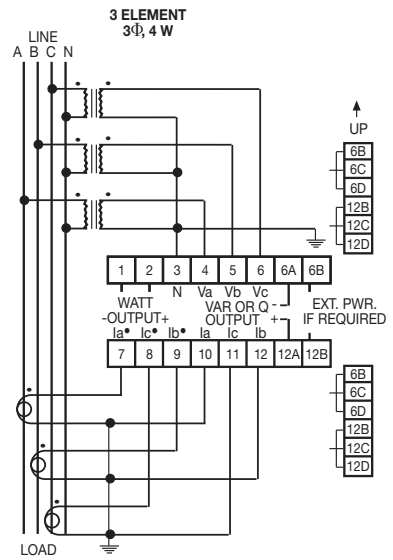 3 ELEMENT
3Φ, 4 W
LINE
A B C N
UP
6B
6C
6D
12B
12C
12D
1 2 3 4 5 6 6A 6B
N Va Vb Vc
WATT
-OUTPUT+
VAR OR Q -
OUTPUT +
EXT. PWR.
IF REQUIRED
Ia• Ic• Ib• Ia Ic Ib
7 8 9 10 11 12 12A 12B
6B
6C
6D
12B
12C
12D
LOAD